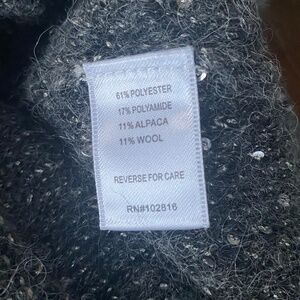 61% POLYESTER
17% POLYAMIDE
11% ALPACA
11% WOOL
REVERSE FOR CARE
RN#102816